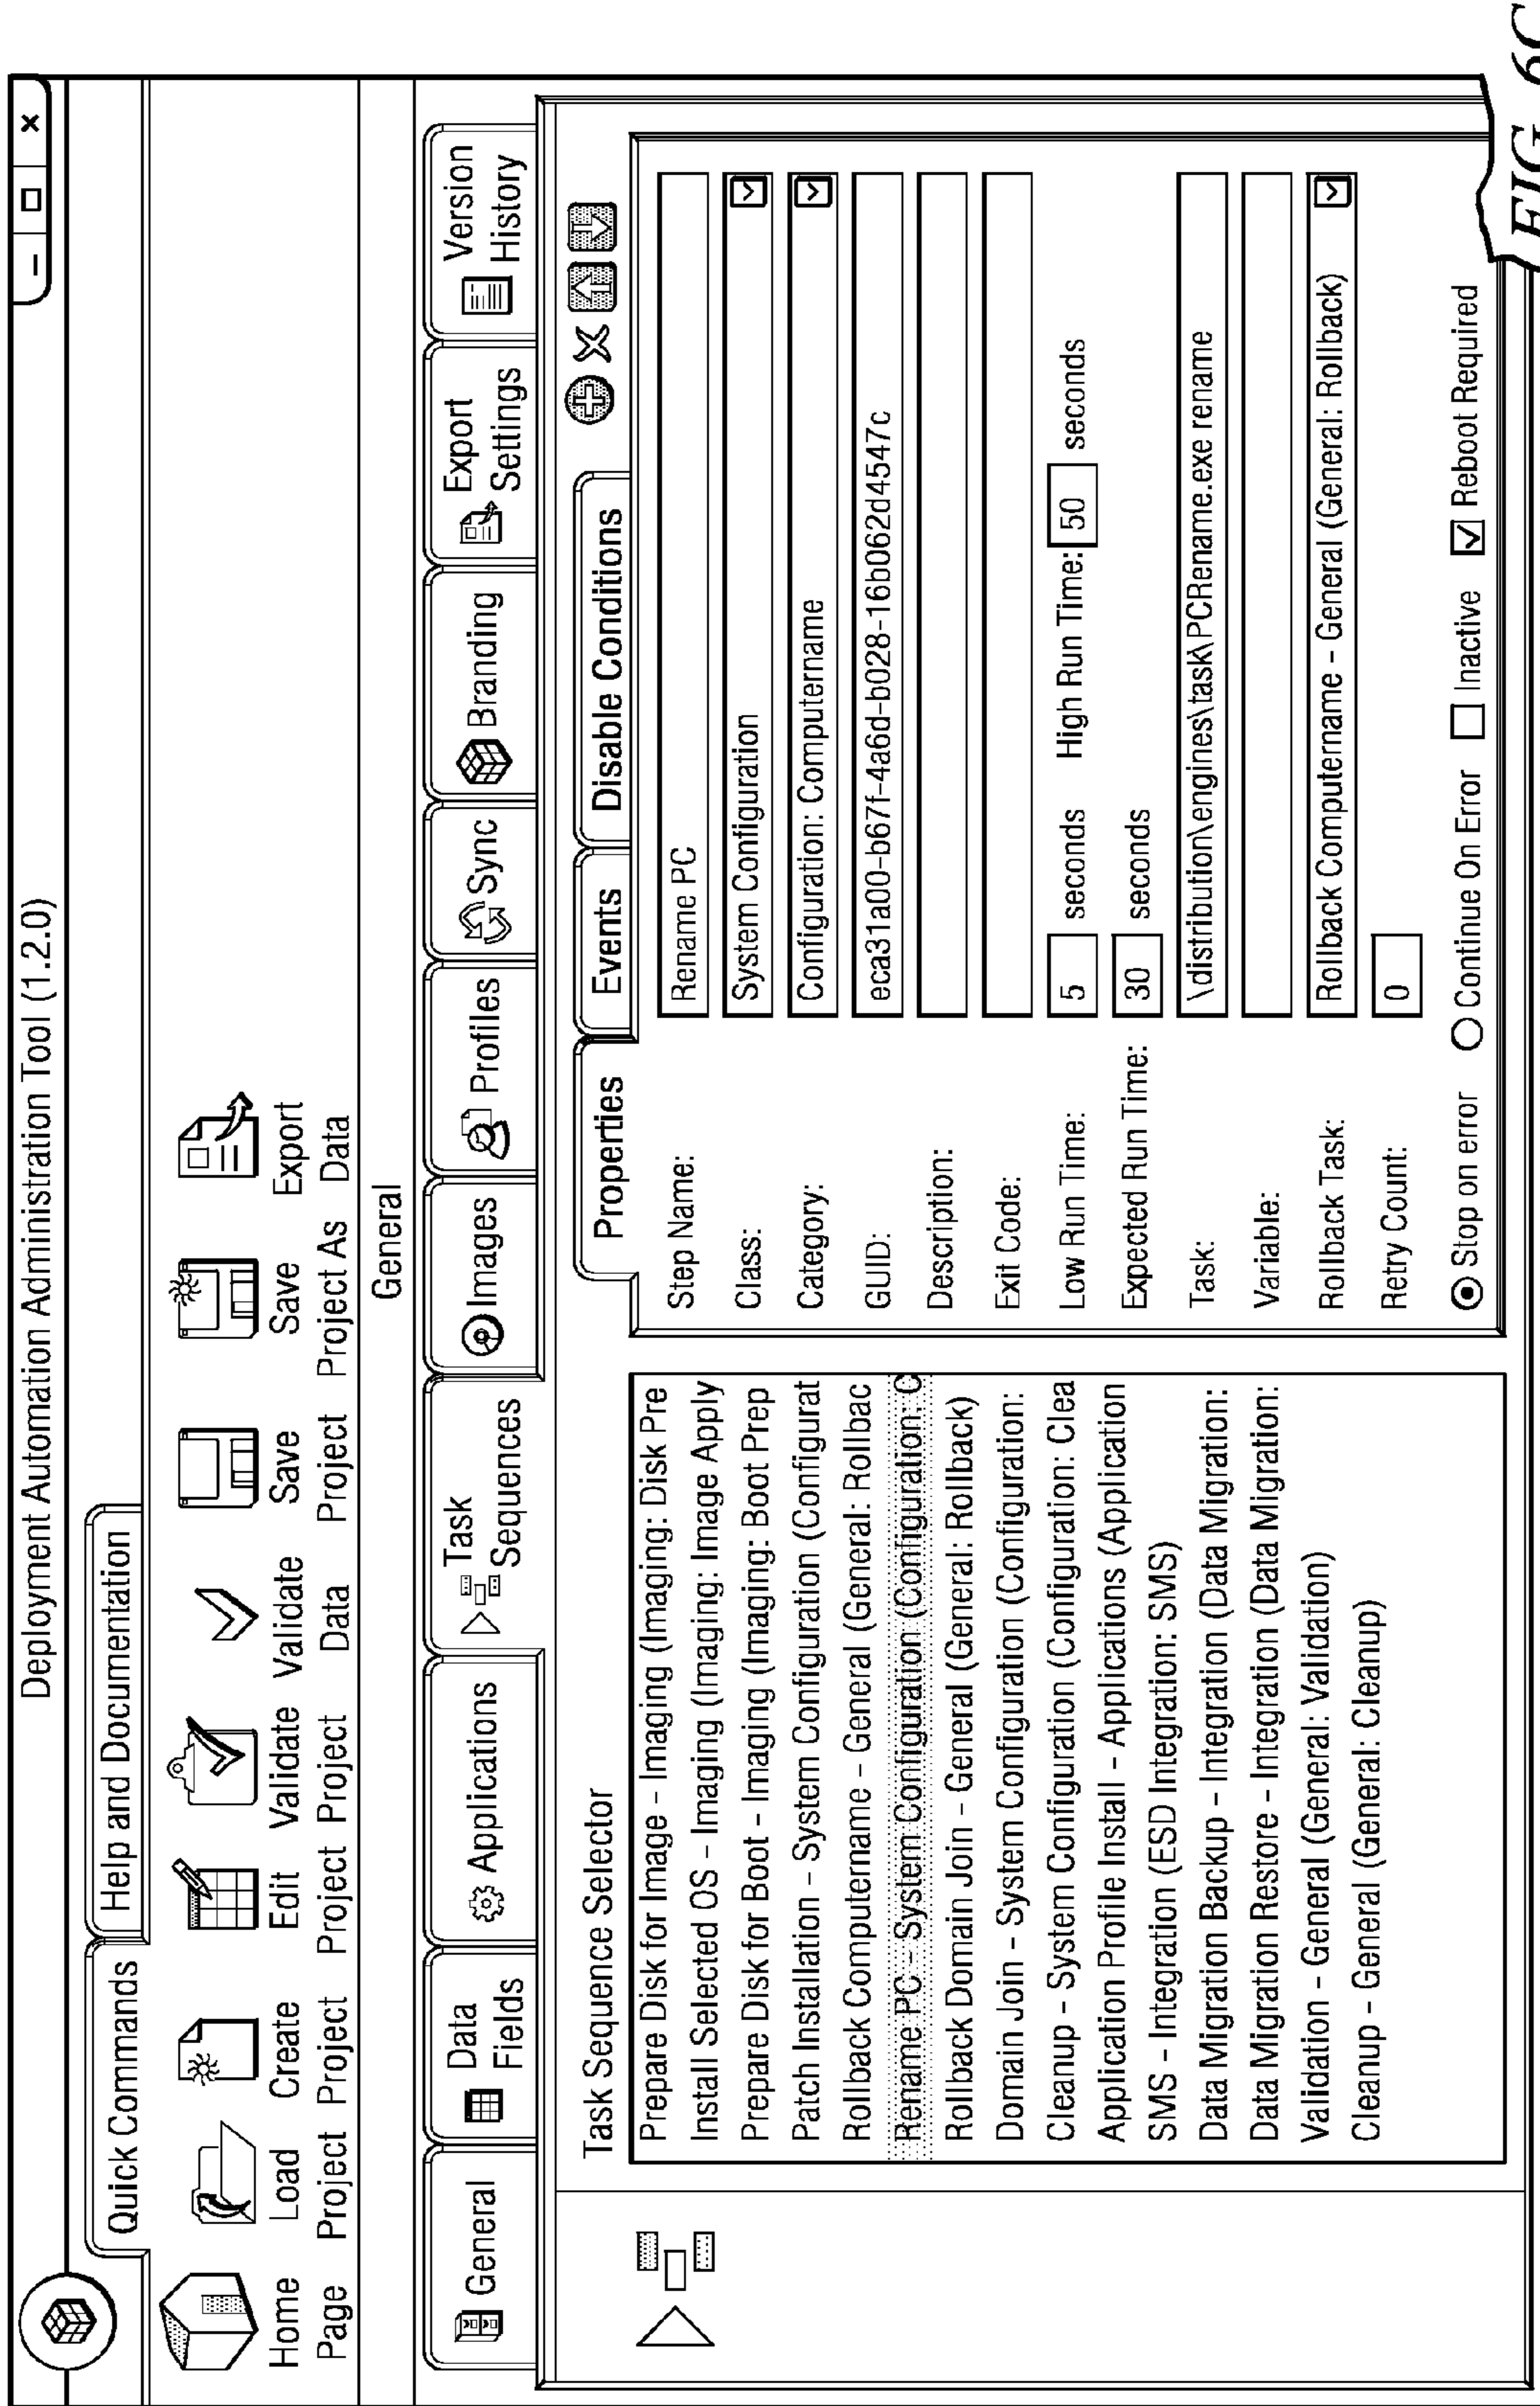 Deployment Automation Administration Tool (1.2.0)
Quick Commands
Help and Documentation
Home Page
Load Project
Create Project
Edit Project
Validate Project
Validate Data
Save Project
Save Project As
Export Data
General
General
Data Fields
Applications
Task Sequences
Images
Profiles
Sync
Branding
Export Settings
Version History
Task Sequence Selector
Prepare Disk for Image – Imaging (Imaging: Disk Pre
Install Selected OS – Imaging (Imaging: Image Apply
Prepare Disk for Boot – Imaging (Imaging: Boot Prep
Patch Installation – System Configuration (Configurat
Rollback Computername – General (General: Rollbac
Rename PC – System Configuration (Configuration: C
Rollback Domain Join – General (General: Rollback)
Domain Join – System Configuration (Configuration:
Cleanup – System Configuration (Configuration: Clea
Application Profile Install – Applications (Application
SMS – Integration (ESD Integration: SMS)
Data Migration Backup – Integration (Data Migration:
Data Migration Restore – Integration (Data Migration:
Validation – General (General: Validation)
Cleanup – General (General: Cleanup)
Properties
Events
Disable Conditions
Step Name: Rename PC
Class: System Configuration
Category: Configuration: Computername
GUID: eca31a00-b67f-4a6d-b028-16b062d4547c
Description:
Exit Code:
Low Run Time: 5 seconds High Run Time: 50 seconds
Expected Run Time: 30 seconds
Task: \distribution\engines\task\PCRename.exe rename
Variable:
Rollback Task: Rollback Computername – General (General: Rollback)
Retry Count: 0
Stop on error Continue On Error Inactive Reboot Required
FIG. 6C